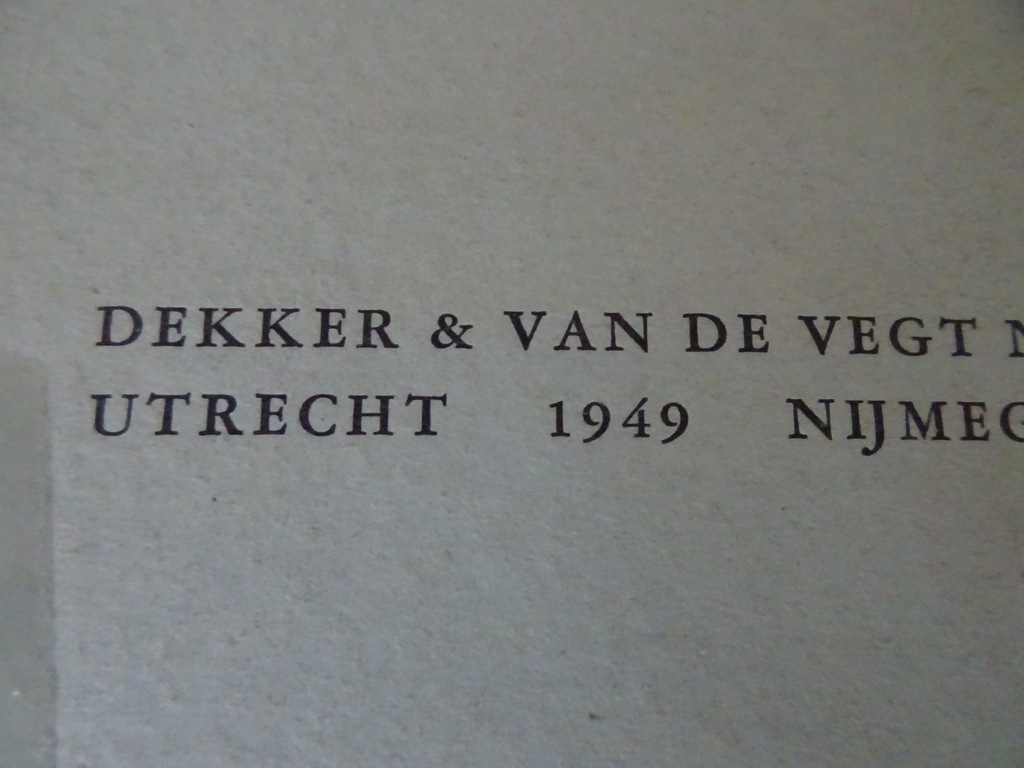 DEKKER & VAN DE VEGT
UTRECHT 1949 NIJMEG